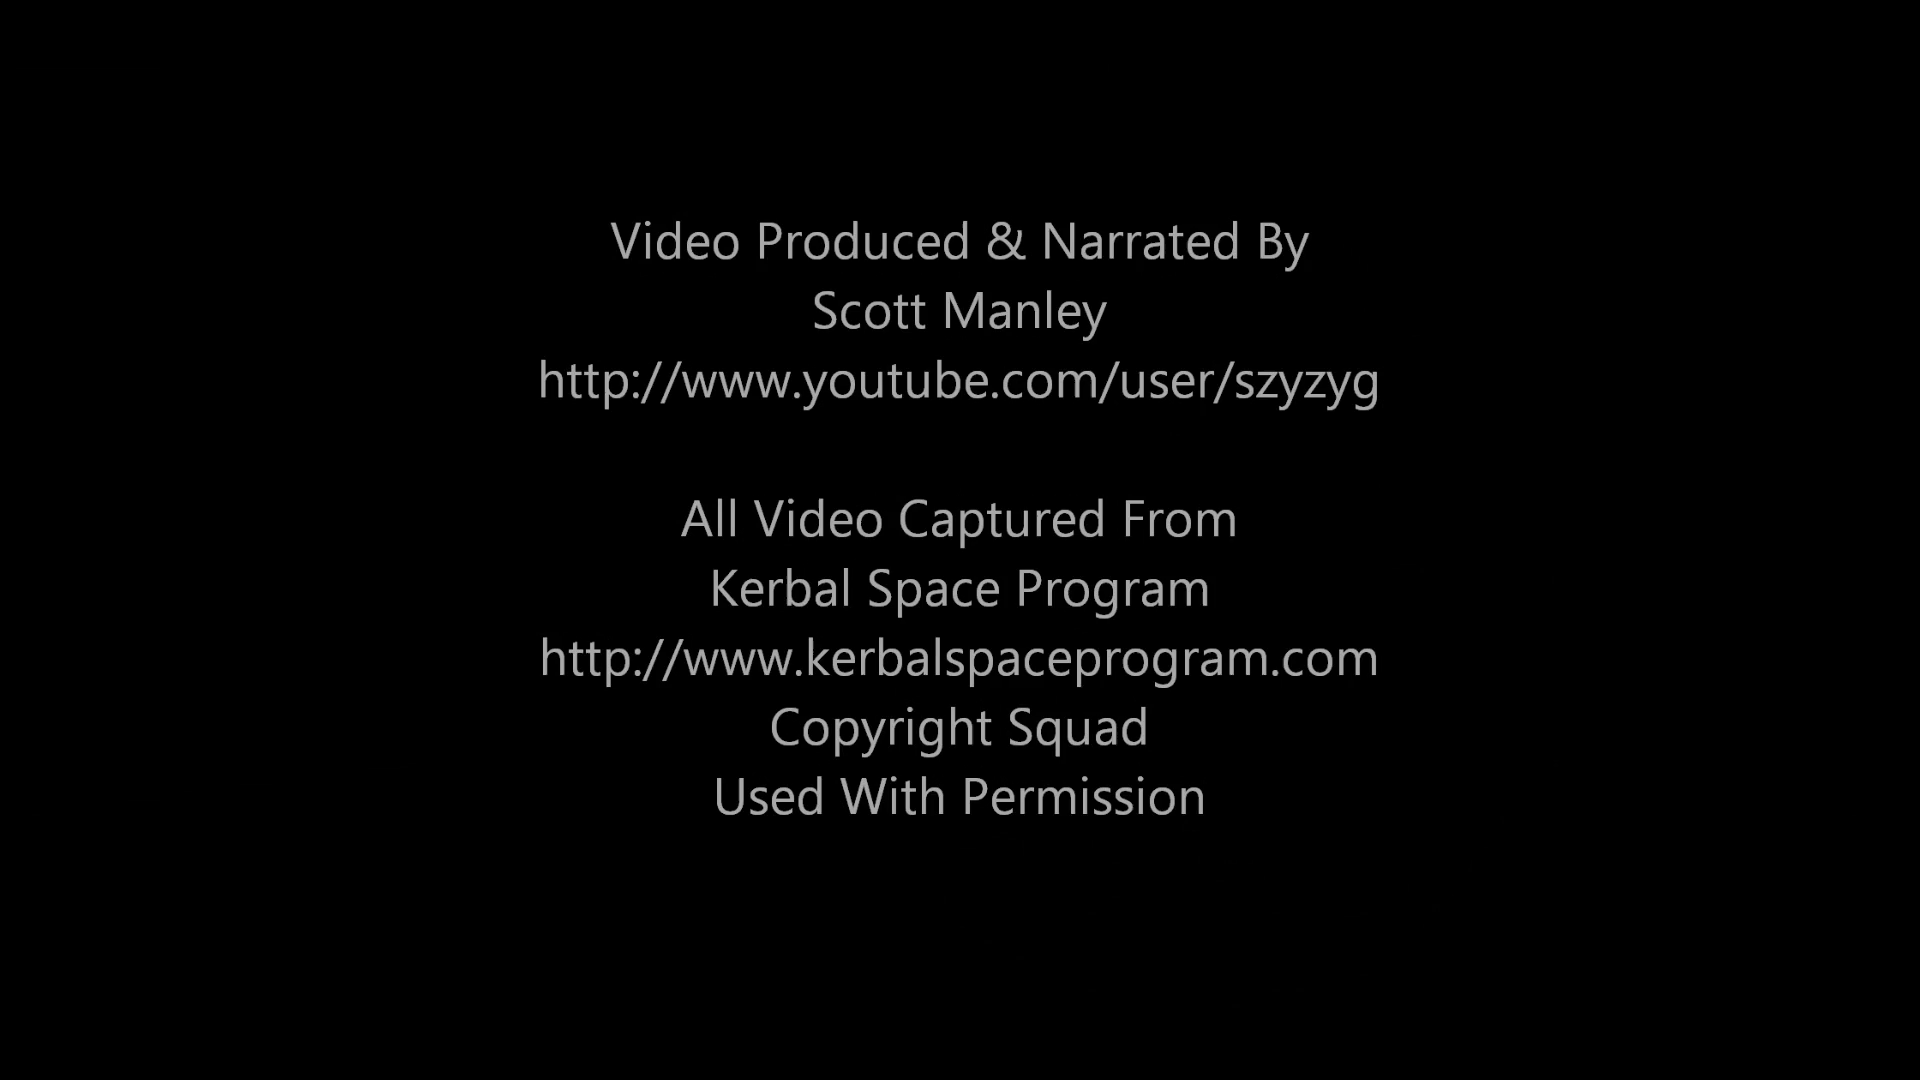 Video Produced & Narrated By
Scott Manley
http://www.youtube.com/user/szyzyg
All Video Captured From
Kerbal Space Program
http://www.kerbalspaceprogram.com
Copyright Squad
Used With Permission